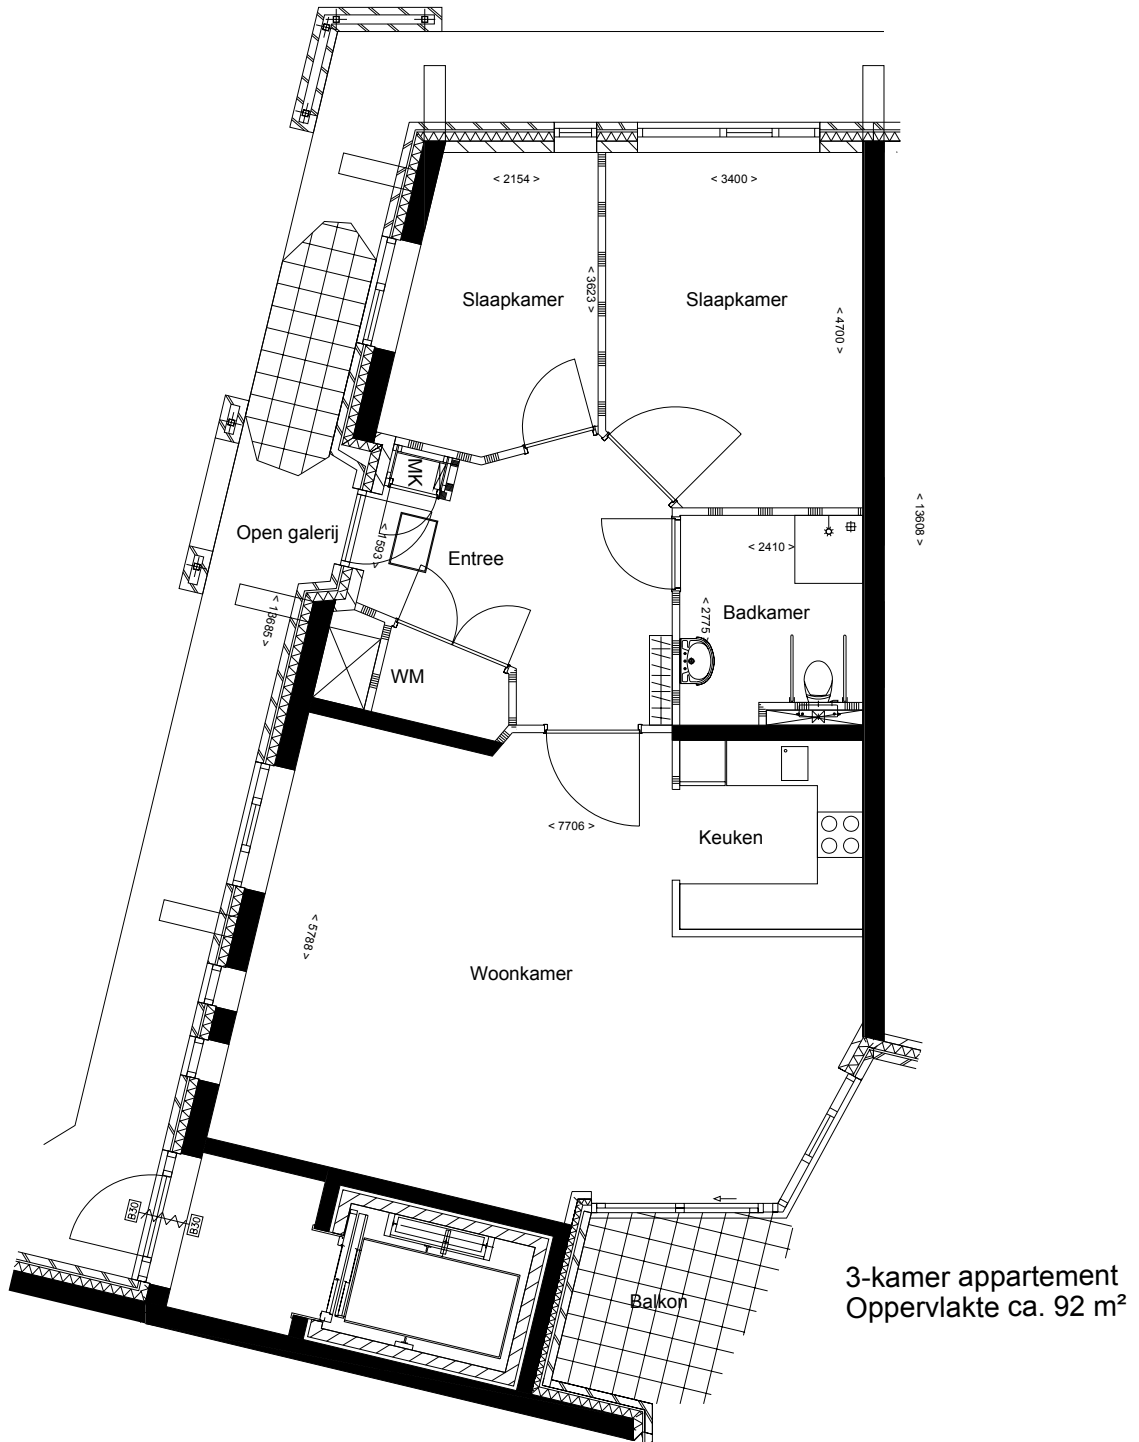 < 2154 >
< 3400 >
< 3623 >
Slaapkamer
Slaapkamer
< 4700 >
MK
Open galerij
< 1593 >
Entree
< 2410 >
< 13608 >
< 13685 >
< 2775 >
Badkamer
WM
< 7706 >
Keuken
< 5788 >
Woonkamer
B30
B30
Balkon
3-kamer appartement
Oppervlakte ca. 92 m²